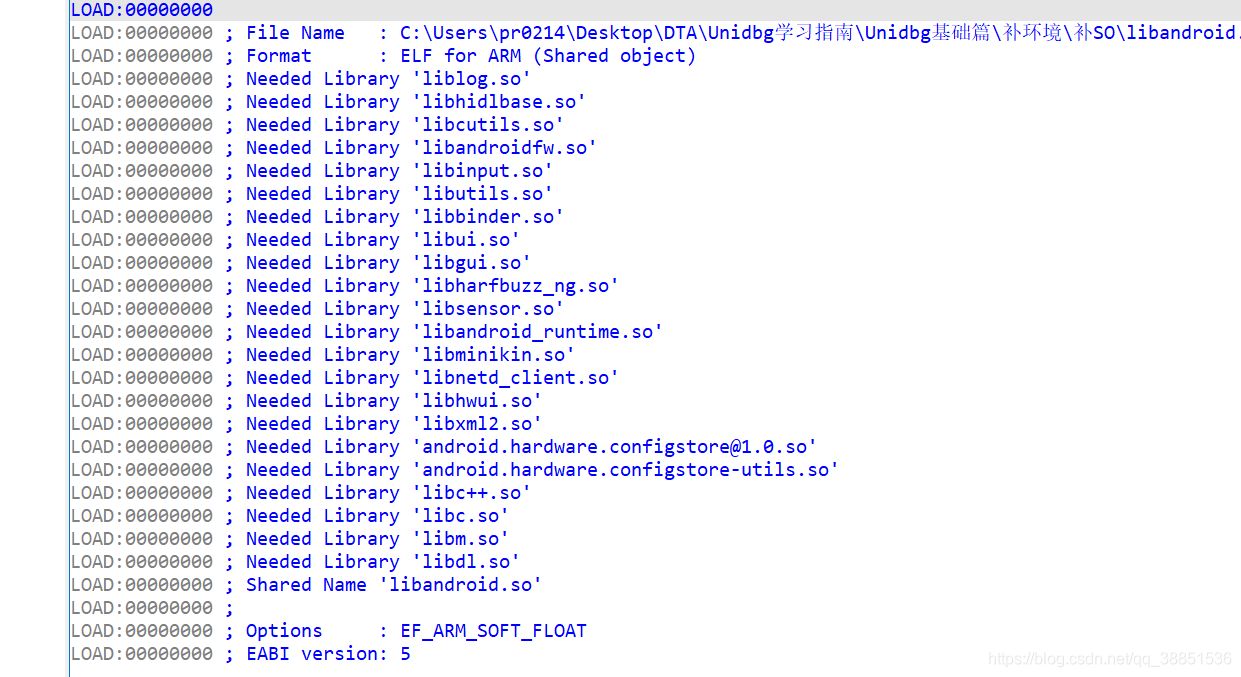 LOAD:00000000
LOAD:00000000 ; File Name   : C:\Users\pr0214\Desktop\DTA\Unidbg学习指南\Unidbg基础篇\补环境\补SO\libandroid.
LOAD:00000000 ; Format      : ELF for ARM (Shared object)
LOAD:00000000 ; Needed Library 'liblog.so'
LOAD:00000000 ; Needed Library 'libhidlbase.so'
LOAD:00000000 ; Needed Library 'libcutils.so'
LOAD:00000000 ; Needed Library 'libandroidfw.so'
LOAD:00000000 ; Needed Library 'libinput.so'
LOAD:00000000 ; Needed Library 'libutils.so'
LOAD:00000000 ; Needed Library 'libbinder.so'
LOAD:00000000 ; Needed Library 'libui.so'
LOAD:00000000 ; Needed Library 'libgui.so'
LOAD:00000000 ; Needed Library 'libharfbuzz_ng.so'
LOAD:00000000 ; Needed Library 'libsensor.so'
LOAD:00000000 ; Needed Library 'libandroid_runtime.so'
LOAD:00000000 ; Needed Library 'libminikin.so'
LOAD:00000000 ; Needed Library 'libnetd_client.so'
LOAD:00000000 ; Needed Library 'libhwui.so'
LOAD:00000000 ; Needed Library 'libxml2.so'
LOAD:00000000 ; Needed Library 'android.hardware.configstore@1.0.so'
LOAD:00000000 ; Needed Library 'android.hardware.configstore-utils.so'
LOAD:00000000 ; Needed Library 'libc++.so'
LOAD:00000000 ; Needed Library 'libc.so'
LOAD:00000000 ; Needed Library 'libm.so'
LOAD:00000000 ; Needed Library 'libdl.so'
LOAD:00000000 ; Shared Name 'libandroid.so'
LOAD:00000000 ;
LOAD:00000000 ; Options     : EF_ARM_SOFT_FLOAT
LOAD:00000000 ; EABI version: 5
https://blog.csdn.net/qq_38851536